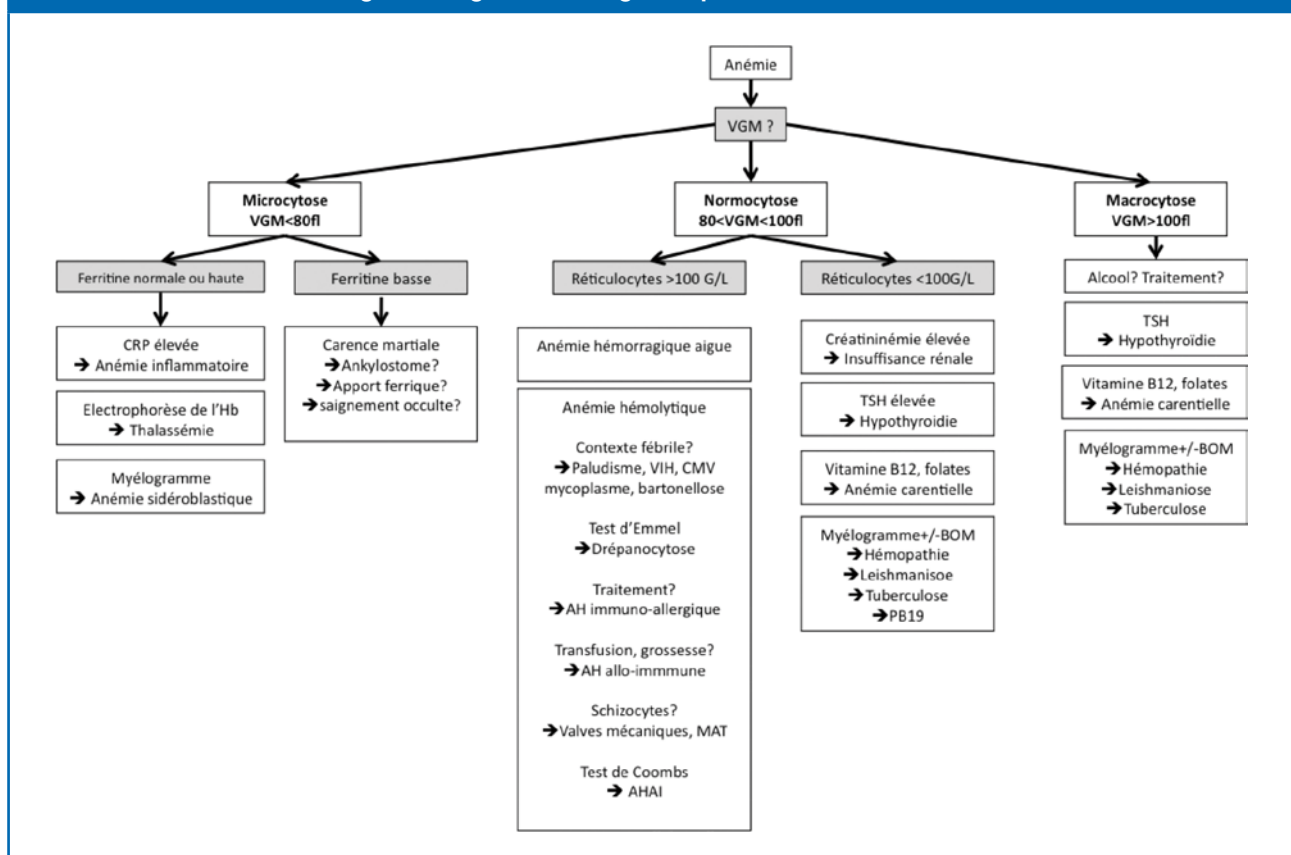 Anémie
VGM ?
Microcytose
VGM<80fl
Normocytose
80<VGM<100fl
Macrocytose
VGM>100fl
Ferritine normale ou haute
Ferritine basse
Réticulocytes >100 G/L
Réticulocytes <100G/L
Alcool? Traitement?
CRP élevée
➔ Anémie inflammatoire
Electrophorèse de l'Hb
➔ Thalassémie
Myélogramme
➔ Anémie sidéroblastique
Carence martiale
➔Ankylostome?
➔Apport ferrique?
➔saignement occulte?
Anémie hémorragique aigue
Anémie hémolytique
Contexte fébrile?
➔Paludisme, VIH, CMV
mycoplasme, bartonellose
Test d'Emmel
➔Drépanocytose
Traitement?
➔AH immuno-allergique
Transfusion, grossesse?
➔AH allo-immmune
Schizocytes?
➔Valves mécaniques, MAT
Test de Coombs
➔ AHAI
Créatininémie élevée
➔ Insuffisance rénale
TSH élevée
➔ Hypothyroidie
Vitamine B12, folates
➔ Anémie carentielle
Myélogramme+/-BOM
➔Hémopathie
➔Leishmanisoe
➔Tuberculose
➔PB19
TSH
➔ Hypothyroïdie
Vitamine B12, folates
➔ Anémie carentielle
Myélogramme+/-BOM
➔Hémopathie
➔Leishmaniose
➔Tuberculose